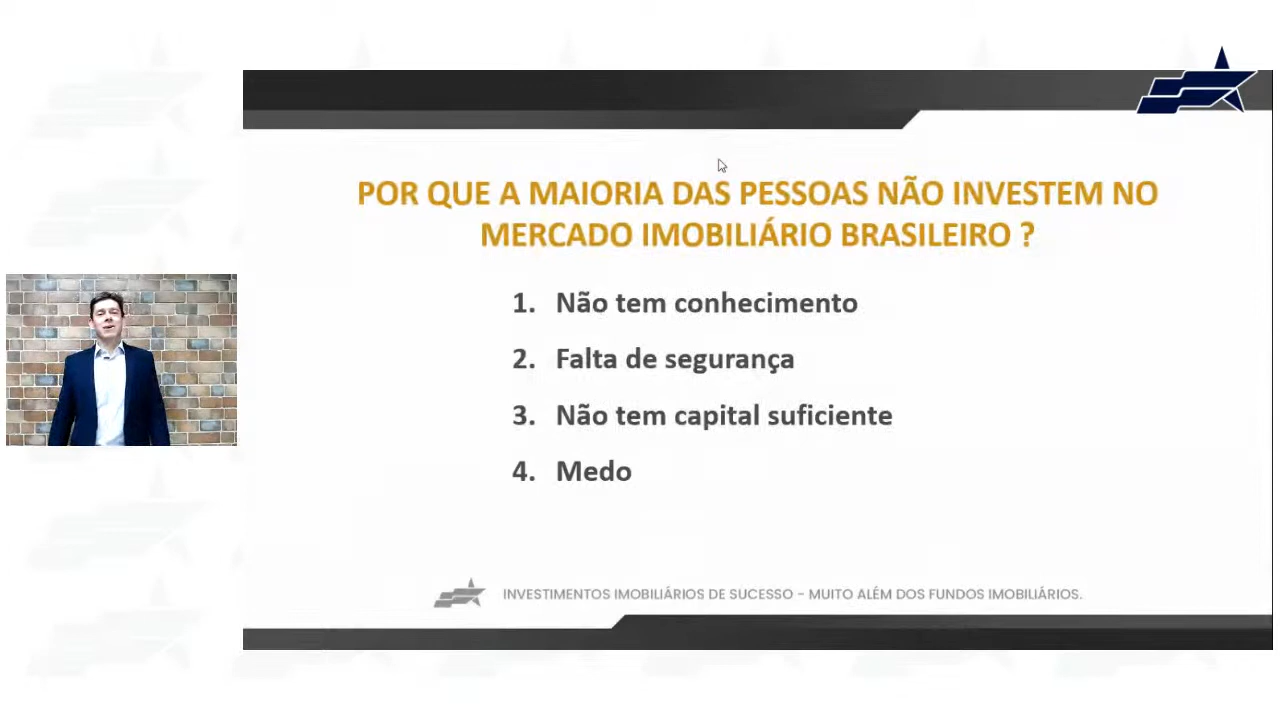 POR QUE A MAIORIA DAS PESSOAS NÃO INVESTEM NO
MERCADO IMOBILIÁRIO BRASILEIRO ?
1. Não tem conhecimento
2. Falta de segurança
3. Não tem capital suficiente
4. Medo
INVESTIMENTOS IMOBILIÁRIOS DE SUCESSO - MUITO ALÉM DOS FUNDOS IMOBILIÁRIOS.